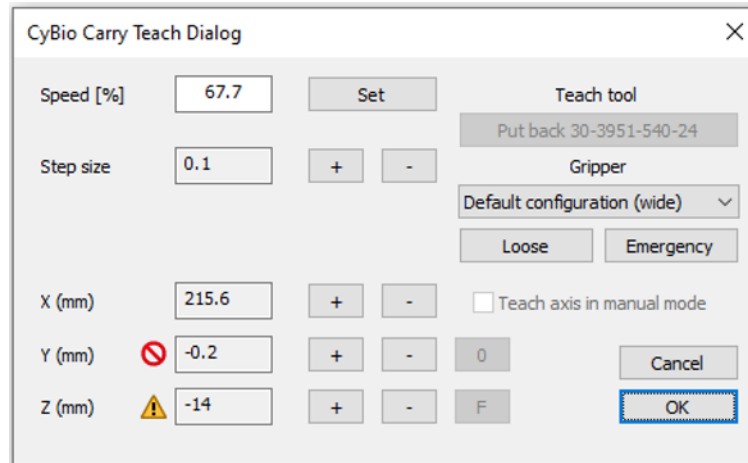 CyBio Carry Teach Dialog
Speed [%] 67.7 Set Teach tool
Put back 30-3951-540-24
Step size 0.1 + - Gripper
Default configuration (wide)
Loose Emergency
X (mm) 215.6 + - Teach axis in manual mode
Y (mm) -0.2 + - 0 Cancel
Z (mm) -14 + - F OK